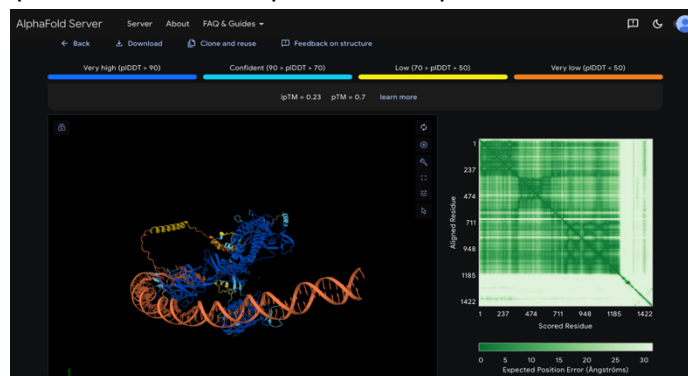 AlphaFold Server Server About FAQ & Guides
Back Download Clone and reuse Feedback on structure
Very high (plDDT > 90) Confident (90 > plDDT > 70) Low (70 > plDDT > 50) Very low (plDDT < 50)
ipTM = 0.23 pTM = 0.7 learn more
1
237
474
711
948
1185
1422
Aligned Residue
1 237 474 711 948 1185 1422
Scored Residue
0 5 10 15 20 25 30
Expected Position Error (Ångströms)